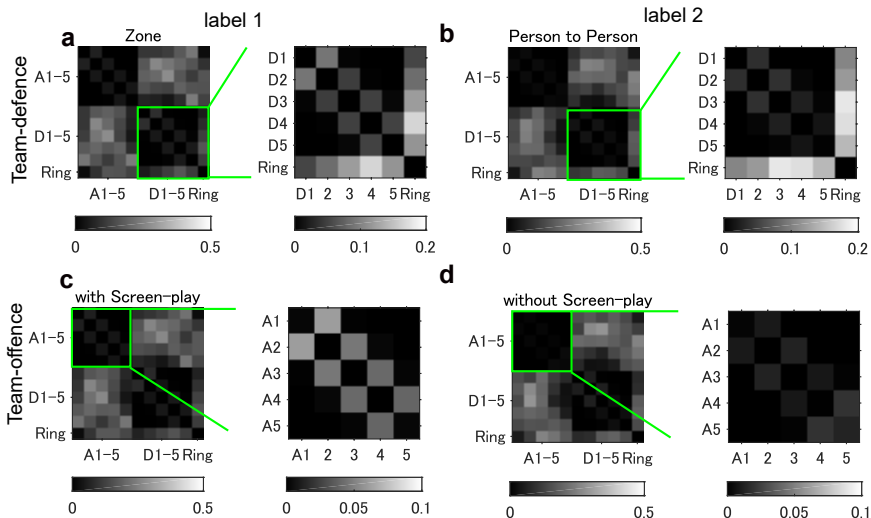 label 1
label 2
a
Zone
Team-defence
A1-5
D1-5
Ring
A1-5
D1-5 Ring
0
0.5
D1
D2
D3
D4
D5
Ring
D1 2 3 4 5 Ring
0
0.1
0.2
b
Person to Person
A1-5
D1-5
Ring
A1-5
D1-5 Ring
0
0.5
D1
D2
D3
D4
D5
Ring
D1 2 3 4 5 Ring
0
0.1
0.2
c
with Screen-play
Team-offence
A1-5
D1-5
Ring
A1-5
D1-5 Ring
0
0.5
A1
A2
A3
A4
A5
A1 2 3 4 5
0
0.05
0.1
d
without Screen-play
A1-5
D1-5
Ring
A1-5
D1-5 Ring
0
0.5
A1
A2
A3
A4
A5
A1 2 3 4 5
0
0.05
0.1